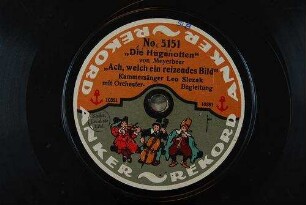 ANKER ~ REKORD
No. 5151
„Die Hugenotten"
von Meyerbeer
„Ach, welch ein reizendes Bild"
Kammersänger Leo Slezak
mit Orchester-Begleitung
ANKER ~ REKORD